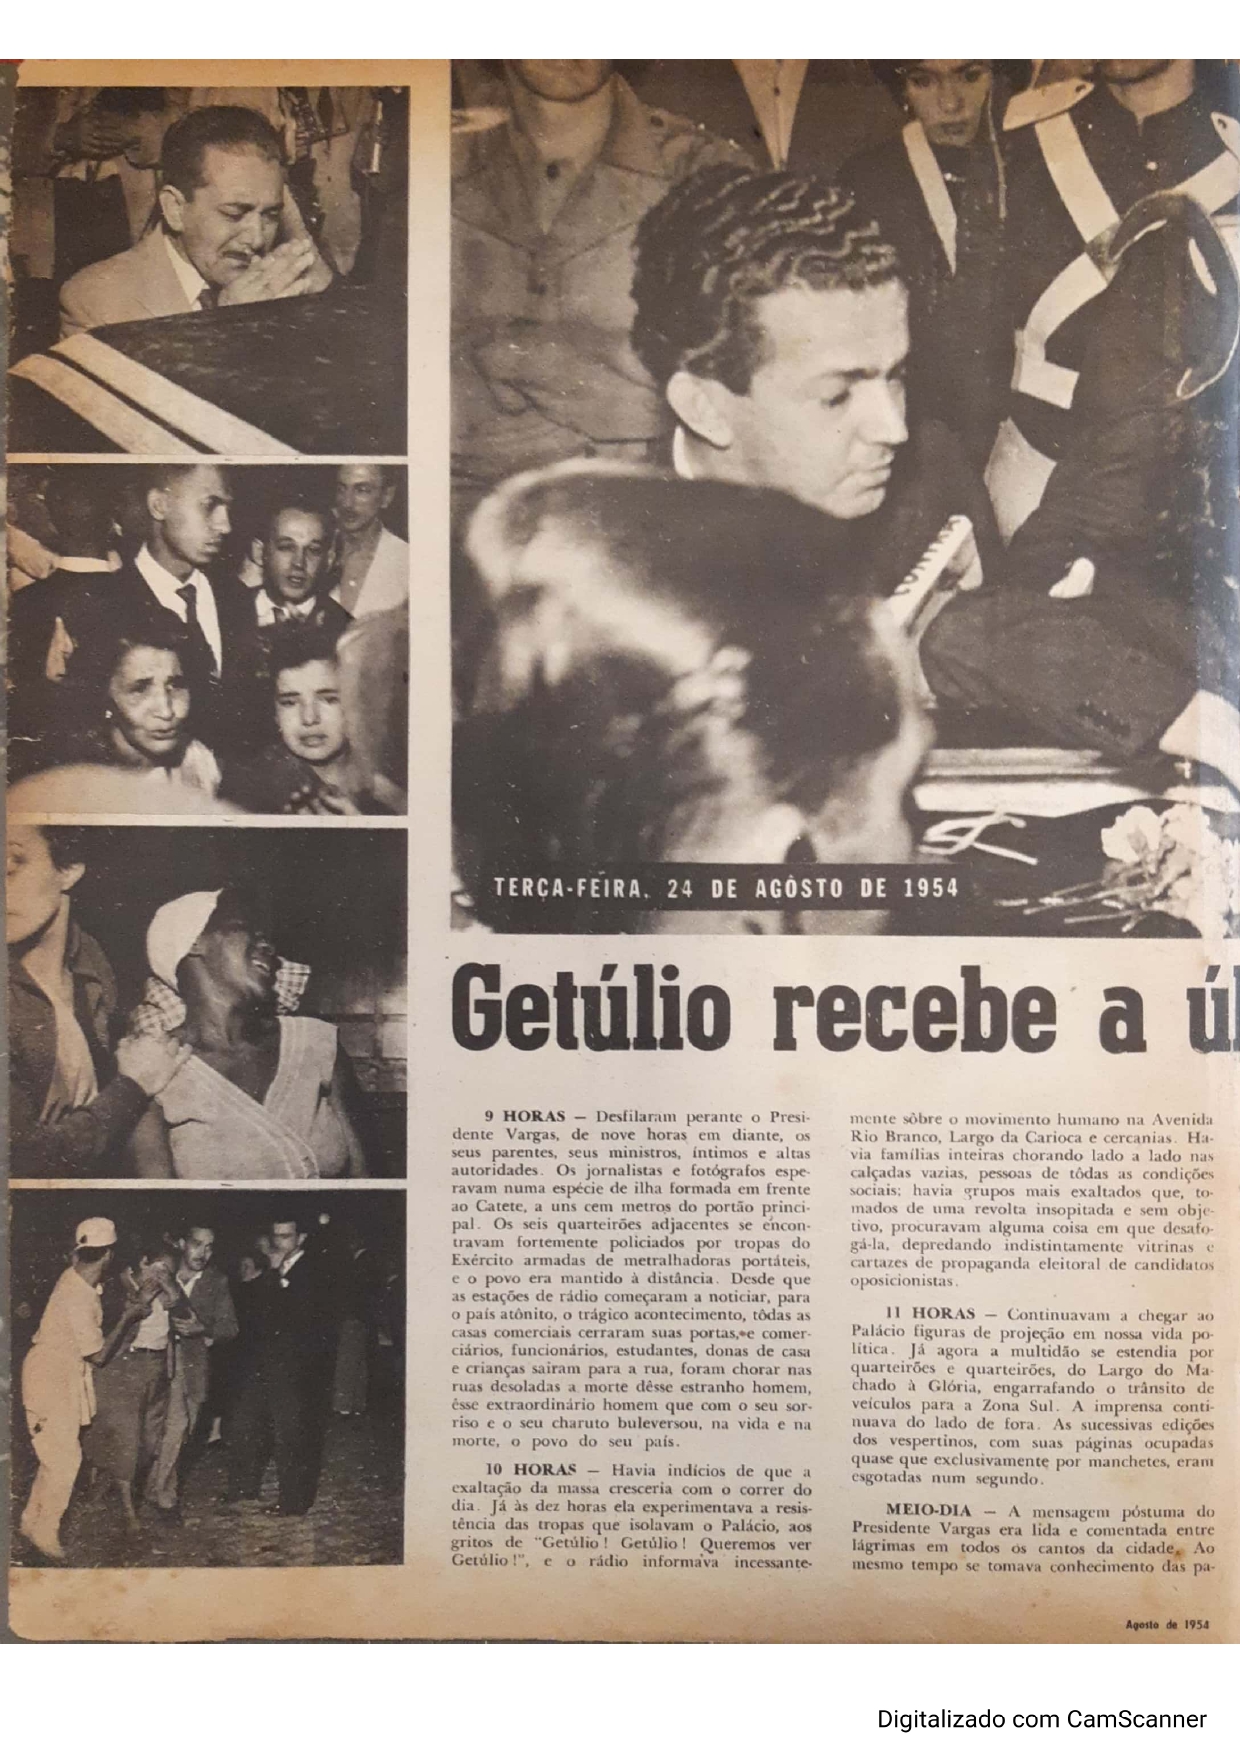 TERÇA-FEIRA, 24 DE AGÔSTO DE 1954
Getúlio recebe a
9 HORAS — Desfilaram perante o Presi-
dente Vargas, de nove horas em diante, os
seus parentes, seus ministros, íntimos e altas
autoridades. Os jornalistas e fotógrafos espe-
ravam numa espécie de ilha formada em frente
ao Catete, a uns cem metros do portão princi-
pal. Os seis quarteirões adjacentes se encon-
travam fortemente policiados por tropas do
Exército armadas de metralhadoras portáteis,
e o povo era mantido à distância. Desde que
as estações de rádio começaram a noticiar, para
o país atônito, o trágico acontecimento, tôdas as
casas comerciais cerraram suas portas, e comer-
ciários, funcionários, estudantes, donas de casa
e crianças sairam para a rua, foram chorar nas
ruas desoladas a morte dêsse estranho homem,
êsse extraordinário homem que com o seu sor-
riso e o seu charuto buleversou, na vida e na
morte, o povo do seu país.
10 HORAS — Havia indícios de que a
exaltação da massa cresceria com o correr do
dia. Já às dez horas ela experimentava a resis-
tência das tropas que isolavam o Palácio, aos
gritos de "Getúlio! Getúlio! Queremos ver
Getúlio!", e o rádio informava incessante-
mente sôbre o movimento humano na Avenida
Rio Branco, Largo da Carioca e cercanias. Ha-
via famílias inteiras chorando lado a lado nas
calçadas vazias, pessoas de tôdas as condições
sociais; havia grupos mais exaltados que, to-
mados de uma revolta insopitada e sem obje-
tivo, procuravam alguma coisa em que desafo-
gá-la, depredando indistintamente vitrinas e
cartazes de propaganda eleitoral de candidatos
oposicionistas.
11 HORAS — Continuavam a chegar ao
Palácio figuras de projeção em nossa vida po-
lítica. Já agora a multidão se estendia por
quarteirões e quarteirões, do Largo do Ma-
chado à Glória, engarrafando o trânsito de
veículos para a Zona Sul. A imprensa conti-
nuava do lado de fora. As sucessivas edições
dos vespertinos, com suas páginas ocupadas
quase que exclusivamente por manchetes, eram
esgotadas num segundo.
MEIO-DIA — A mensagem póstuma do
Presidente Vargas era lida e comentada entre
lágrimas em todos os cantos da cidade. Ao
mesmo tempo se tomava conhecimento das pa-
Agosto de 1954
Digitalizado com CamScanner